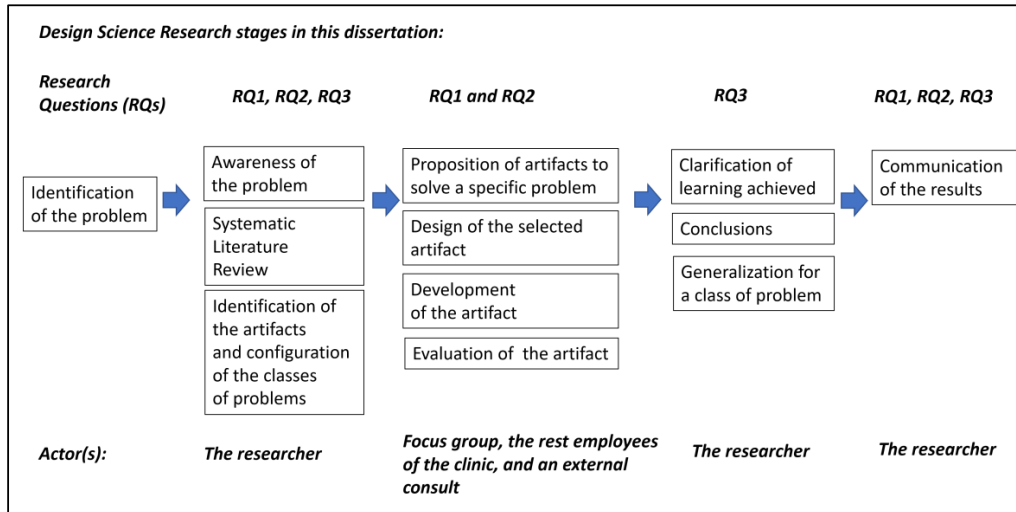 Design Science Research stages in this dissertation:
Research
Questions (RQs)
RQ1, RQ2, RQ3
RQ1 and RQ2
RQ3
RQ1, RQ2, RQ3
Identification
of the problem
Awareness of
the problem
Systematic
Literature
Review
Identification of
the artifacts
and configuration
of the classes
of problems
Proposition of artifacts to
solve a specific problem
Design of the selected
artifact
Development
of the artifact
Evaluation of the artifact
Clarification of
learning achieved
Conclusions
Generalization for
a class of problem
Communication
of the results
Actor(s):
The researcher
Focus group, the rest employees
of the clinic, and an external
consult
The researcher
The researcher